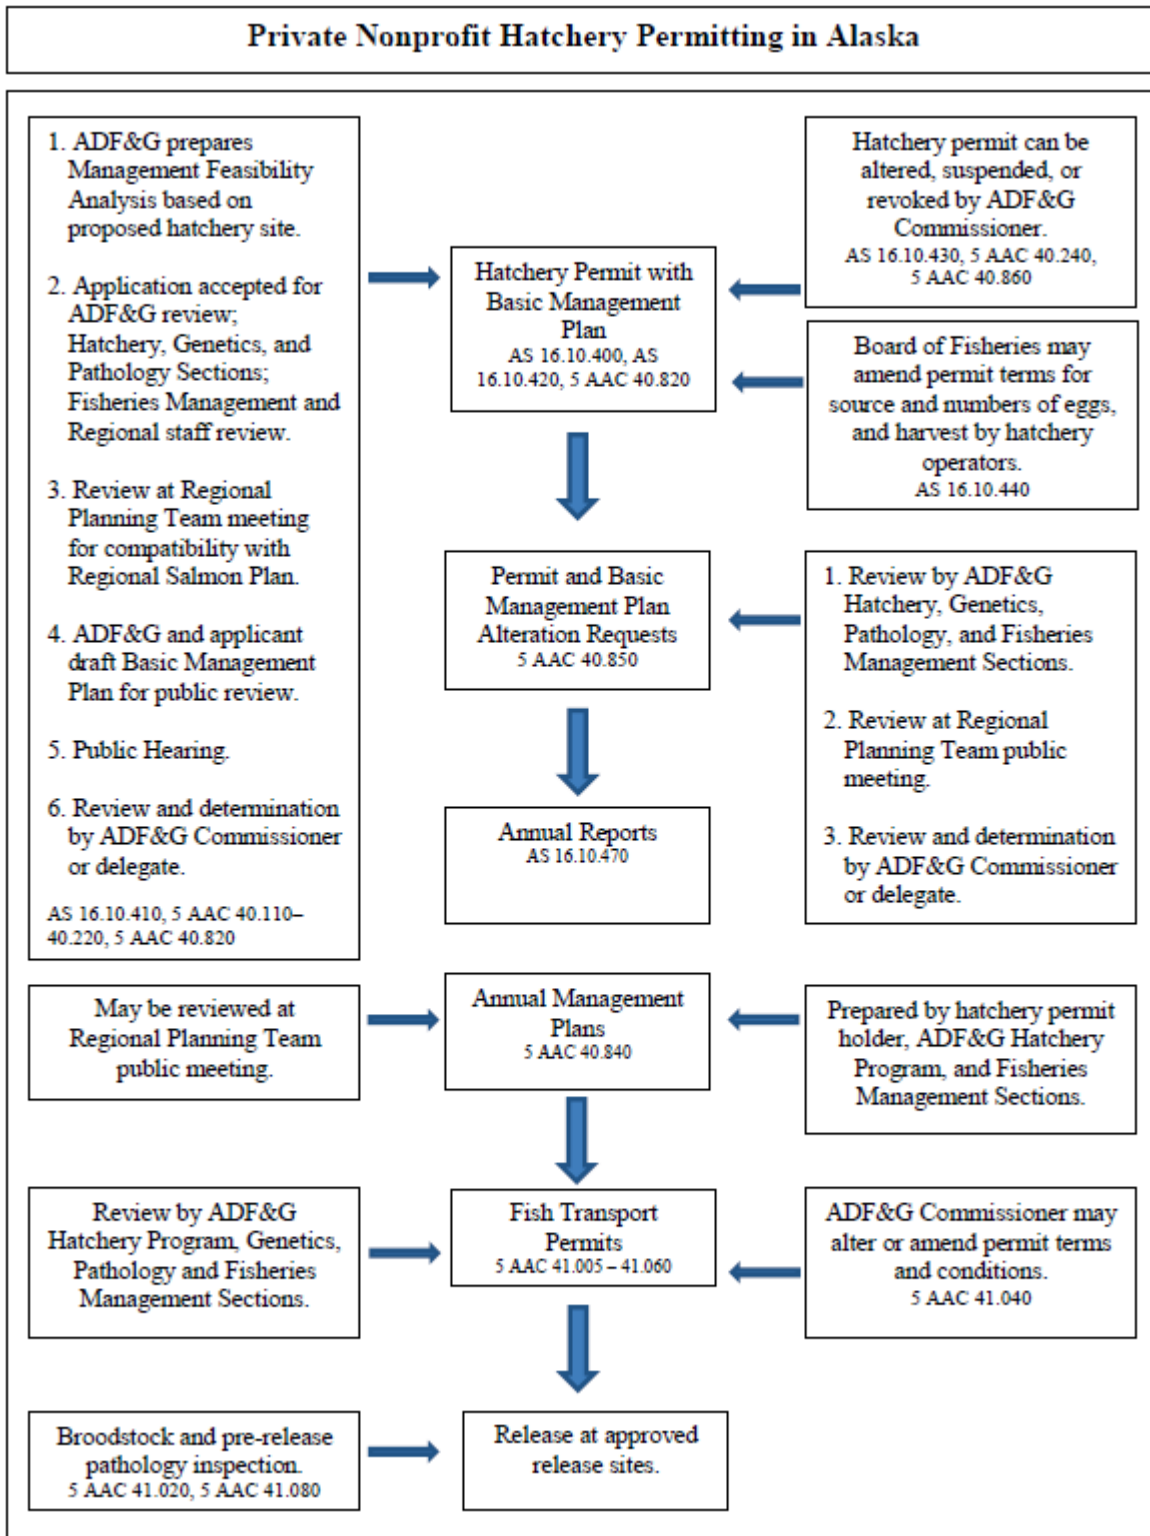 Private Nonprofit Hatchery Permitting in Alaska
1. ADF&G prepares
Management Feasibility
Analysis based on
proposed hatchery site.
2. Application accepted for
ADF&G review;
Hatchery, Genetics, and
Pathology Sections;
Fisheries Management and
Regional staff review.
3. Review at Regional
Planning Team meeting
for compatibility with
Regional Salmon Plan.
4. ADF&G and applicant
draft Basic Management
Plan for public review.
5. Public Hearing.
6. Review and determination
by ADF&G Commissioner
or delegate.
AS 16.10.410, 5 AAC 40.110–
40.220, 5 AAC 40.820
Hatchery Permit with
Basic Management
Plan
AS 16.10.400, AS
16.10.420, 5 AAC 40.820
Hatchery permit can be
altered, suspended, or
revoked by ADF&G
Commissioner.
AS 16.10.430, 5 AAC 40.240,
5 AAC 40.860
Board of Fisheries may
amend permit terms for
source and numbers of eggs,
and harvest by hatchery
operators.
AS 16.10.440
Permit and Basic
Management Plan
Alteration Requests
5 AAC 40.850
1. Review by ADF&G
Hatchery, Genetics,
Pathology, and Fisheries
Management Sections.
2. Review at Regional
Planning Team public
meeting.
3. Review and determination
by ADF&G Commissioner
or delegate.
Annual Reports
AS 16.10.470
May be reviewed at
Regional Planning Team
public meeting.
Annual Management
Plans
5 AAC 40.840
Prepared by hatchery permit
holder, ADF&G Hatchery
Program, and Fisheries
Management Sections.
Review by ADF&G
Hatchery Program, Genetics,
Pathology and Fisheries
Management Sections.
Fish Transport
Permits
5 AAC 41.005 – 41.060
ADF&G Commissioner may
alter or amend permit terms
and conditions.
5 AAC 41.040
Broodstock and pre-release
pathology inspection.
5 AAC 41.020, 5 AAC 41.080
Release at approved
release sites.